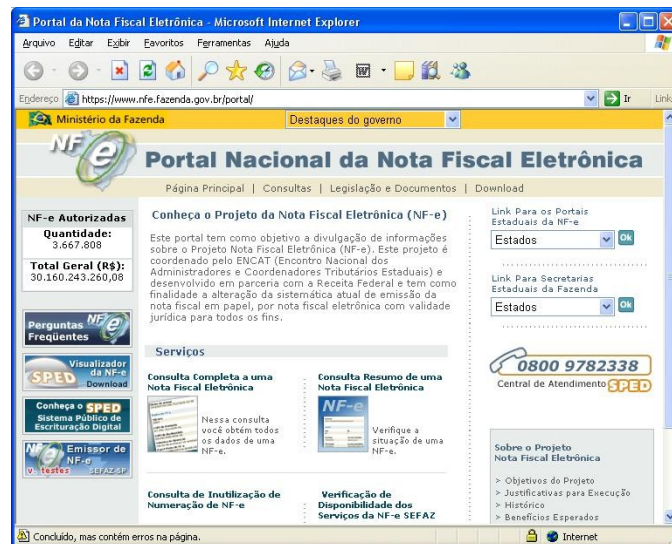 Portal da Nota Fiscal Eletrônica - Microsoft Internet Explorer
Arquivo Editar Exibir Favoritos Ferramentas Ajuda
Endereço https://www.nfe.fazenda.gov.br/portal/ Ir Links
Ministério da Fazenda Destaques do governo
NF e
Portal Nacional da Nota Fiscal Eletrônica
Página Principal | Consultas | Legislação e Documentos | Download
NF-e Autorizadas
Quantidade:
3.667.808
Total Geral (R$):
30.160.243.260,08
Perguntas
Freqüentes
NF e
Visualizador
da NF-e
SPED Download
Conheça o SPED
Sistema Público de
Escrituração Digital
NF e Emissor de
NF-e
v. testes SEFAZ-SP
Conheça o Projeto da Nota Fiscal Eletrônica (NF-e)
Este portal tem como objetivo a divulgação de informações
sobre o Projeto Nota Fiscal Eletrônica (NF-e). Este projeto é
coordenado pelo ENCAT (Encontro Nacional dos
Administradores e Coordenadores Tributários Estaduais) e
desenvolvido em parceria com a Receita Federal e tem como
finalidade a alteração da sistemática atual de emissão da
nota fiscal em papel, por nota fiscal eletrônica com validade
jurídica para todos os fins.
Serviços
Consulta Completa a uma
Nota Fiscal Eletrônica
Nessa consulta
você obtém todos
os dados de uma
NF-e.
Consulta Resumo de uma
Nota Fiscal Eletrônica
NF-e
Verifique a
situação de uma
NF-e.
Consulta de Inutilização de
Numeração de NF-e
Verificação de
Disponibilidade dos
Serviços da NF-e SEFAZ
Link Para os Portais
Estaduais da NF-e
Estados Ok
Link Para Secretarias
Estaduais da Fazenda
Estados Ok
0800 9782338
Central de Atendimento SPED
Sobre o Projeto
Nota Fiscal Eletrônica
> Objetivos do Projeto
> Justificativas para Execução
> Histórico
> Benefícios Esperados
Concluído, mas contém erros na página. Internet